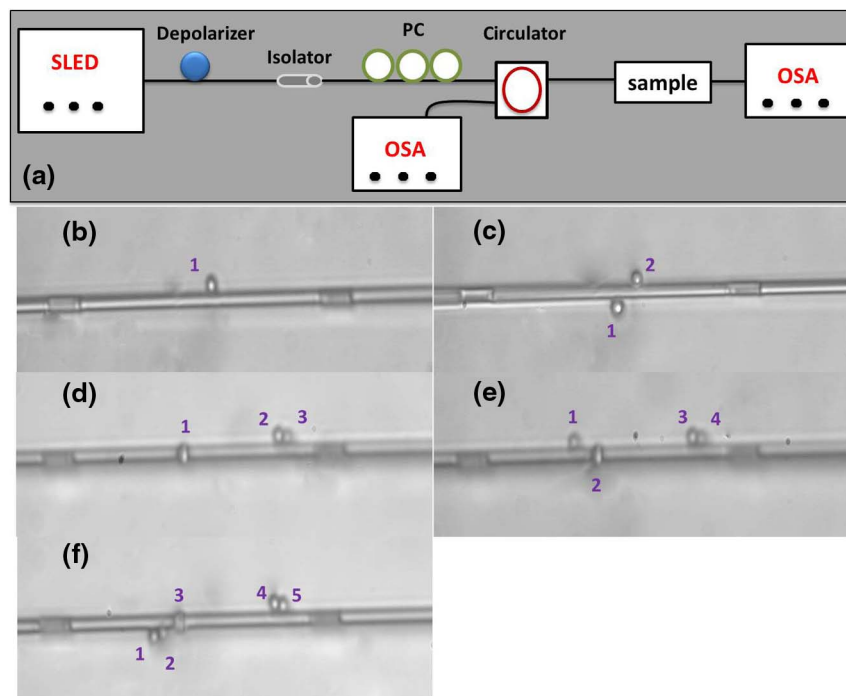 Depolarizer PC Circulator
SLED Isolator sample OSA
OSA
(a)
(b) (c)
1 2
1
(d) (e)
1 2 3 1 3 4
2
(f)
3 4 5
1 2